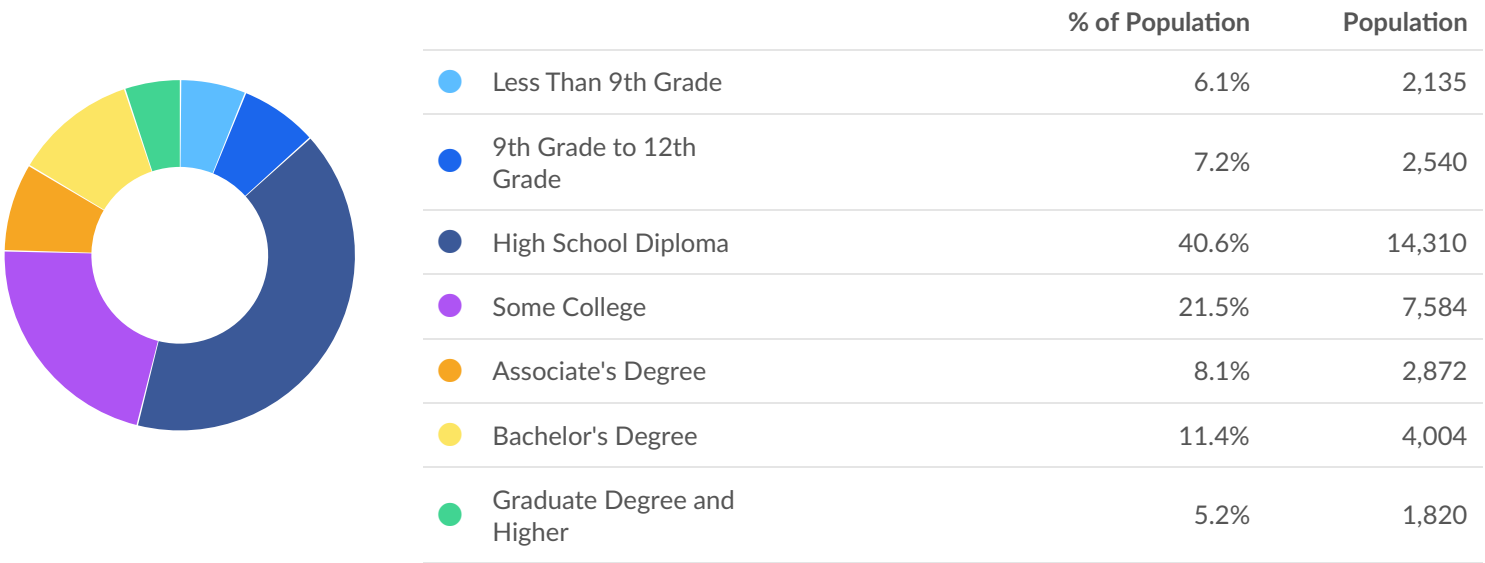 % of Population Population
Less Than 9th Grade 6.1% 2,135
9th Grade to 12th
Grade 7.2% 2,540
High School Diploma 40.6% 14,310
Some College 21.5% 7,584
Associate's Degree 8.1% 2,872
Bachelor's Degree 11.4% 4,004
Graduate Degree and
Higher 5.2% 1,820